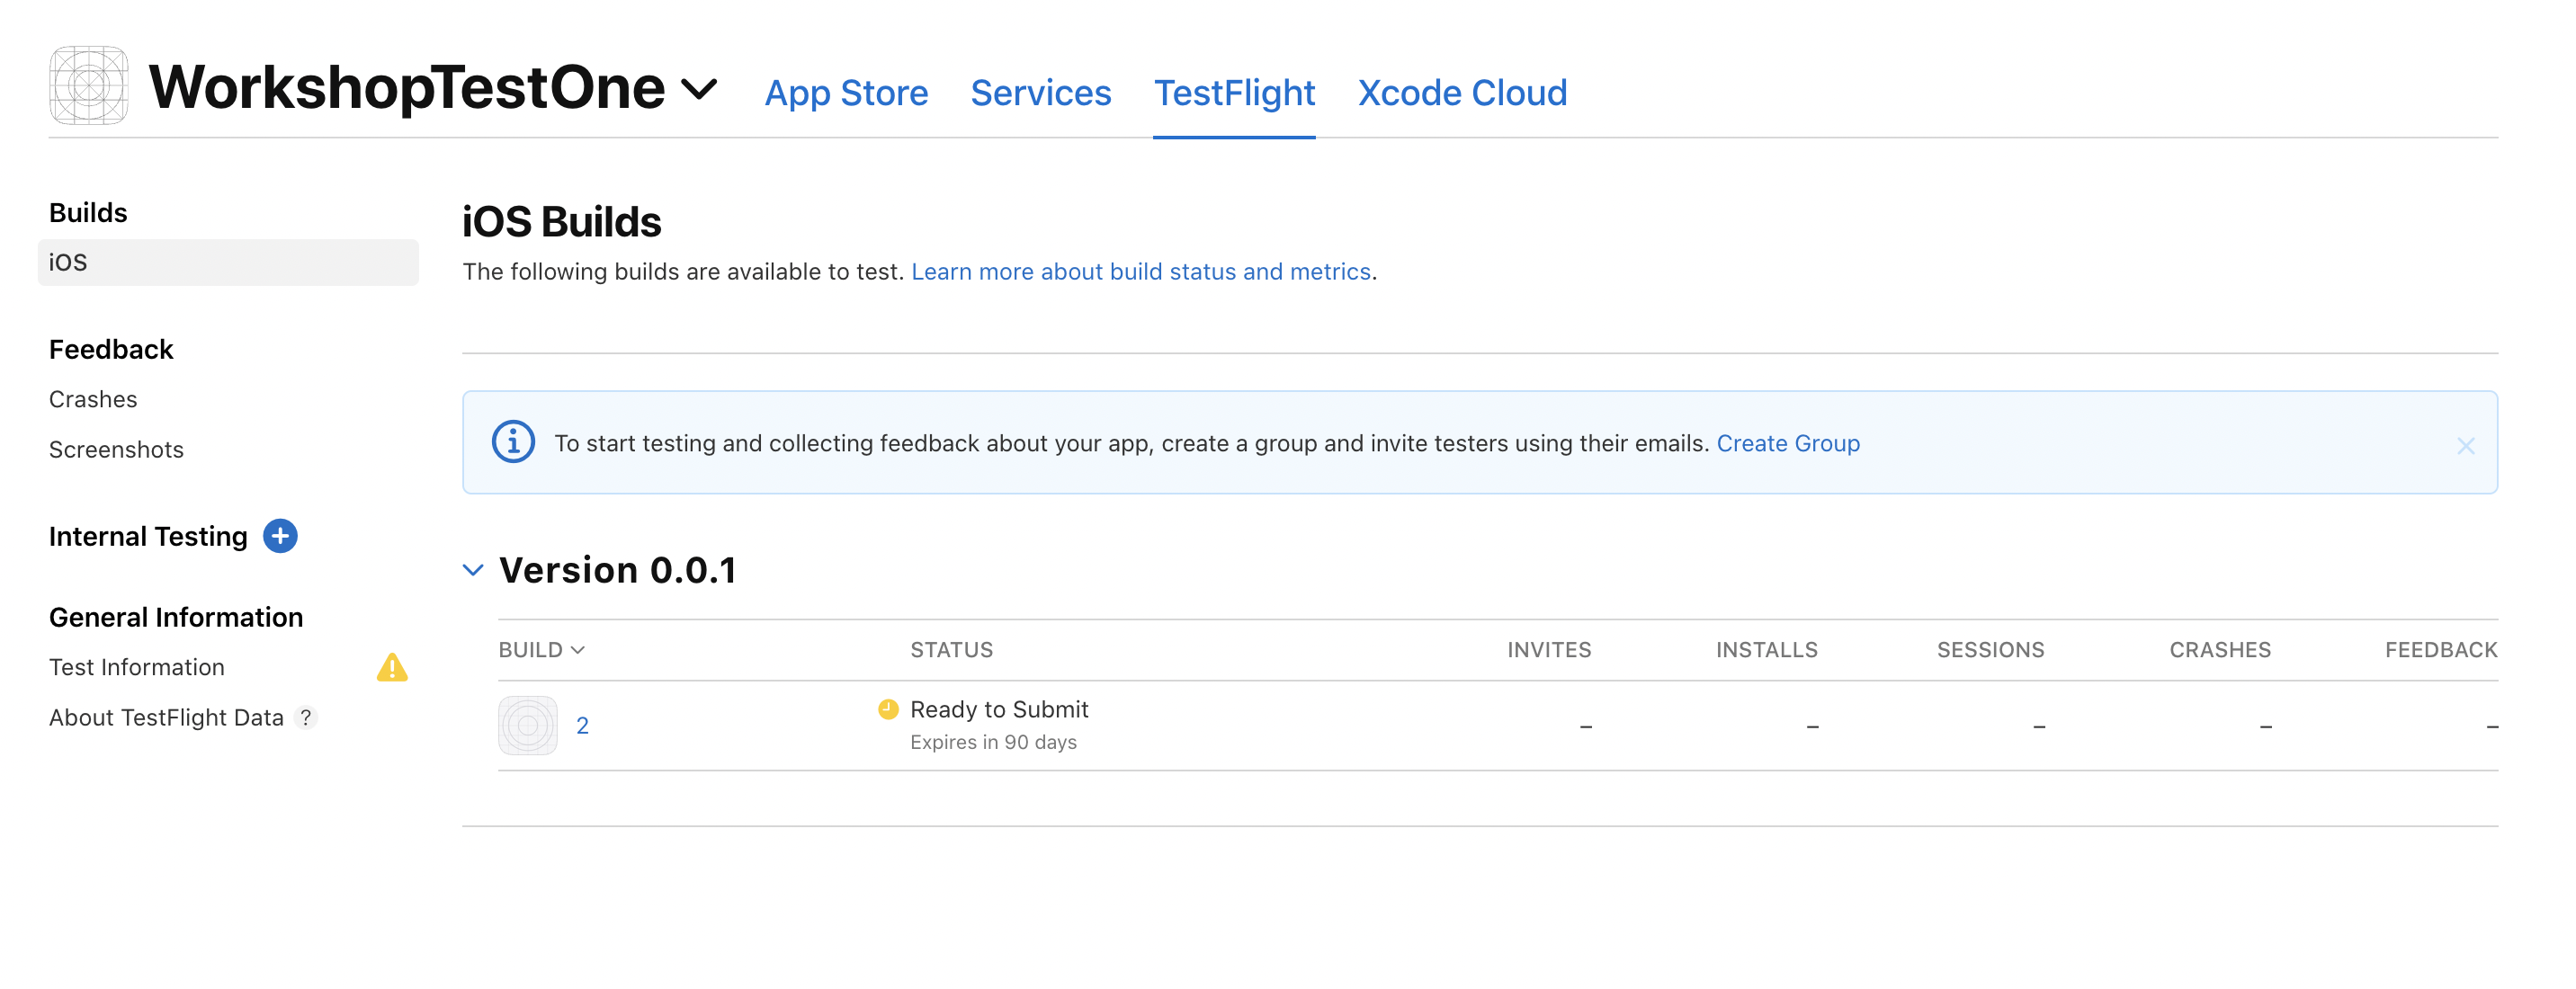 WorkshopTestOne
App Store
Services
TestFlight
Xcode Cloud
Builds
iOS
Feedback
Crashes
Screenshots
Internal Testing
General Information
Test Information
About TestFlight Data ?
iOS Builds
The following builds are available to test. Learn more about build status and metrics.
To start testing and collecting feedback about your app, create a group and invite testers using their emails. Create Group
Version 0.0.1
BUILD STATUS INVITES INSTALLS SESSIONS CRASHES FEEDBACK
2 Ready to Submit – – – – –
Expires in 90 days